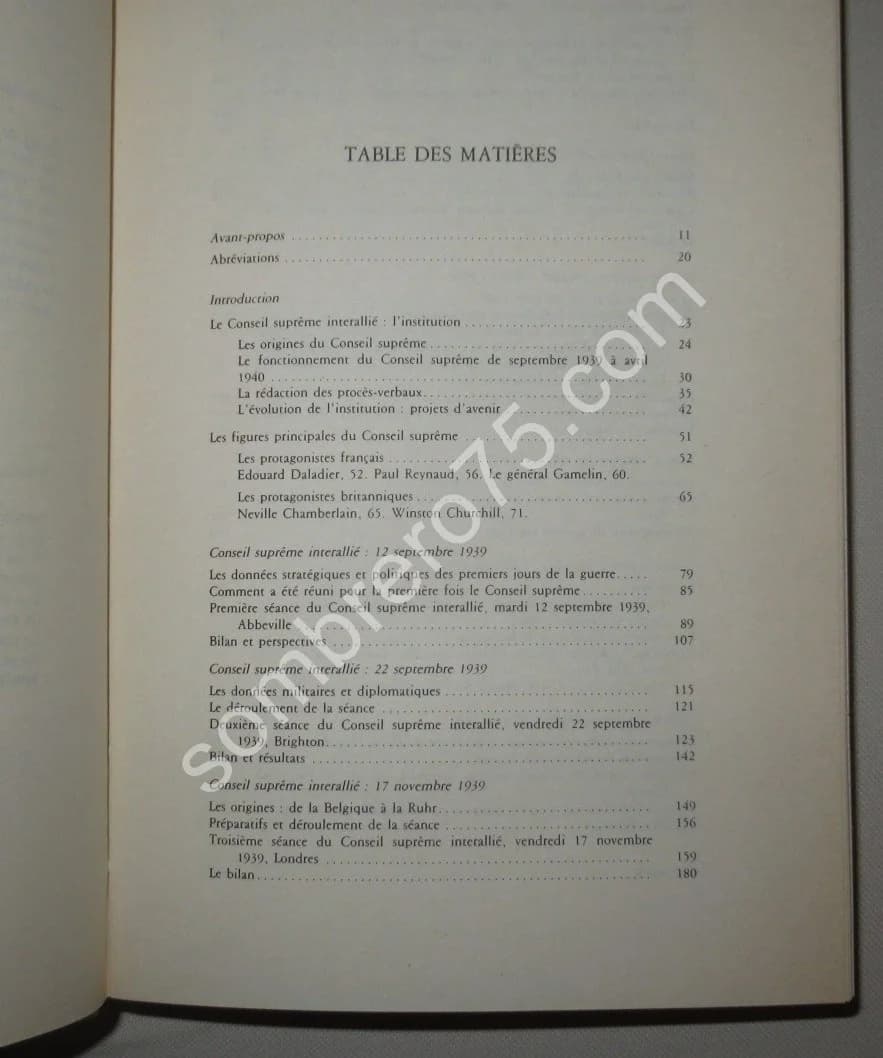 TABLE DES MATIÈRES
Avant-propos .......... 11
Abréviations .......... 20
Introduction
Le Conseil suprême interallié : l'institution .......... 23
Les origines du Conseil suprême .......... 24
Le fonctionnement du Conseil suprême de septembre 1939 à avril
1940 .......... 30
La rédaction des procès-verbaux .......... 35
L'évolution de l'institution : projets d'avenir .......... 42
Les figures principales du Conseil suprême .......... 51
Les protagonistes français .......... 52
Edouard Daladier, 52. Paul Reynaud, 56. Le général Gamelin, 60.
Les protagonistes britanniques .......... 65
Neville Chamberlain, 65. Winston Churchill, 71.
Conseil suprême interallié : 12 septembre 1939
Les données stratégiques et politiques des premiers jours de la guerre ..... 79
Comment a été réuni pour la première fois le Conseil suprême .......... 85
Première séance du Conseil suprême interallié, mardi 12 septembre 1939,
Abbeville .......... 89
Bilan et perspectives .......... 107
Conseil suprême interallié : 22 septembre 1939
Les données militaires et diplomatiques .......... 115
Le déroulement de la séance .......... 121
Deuxième séance du Conseil suprême interallié, vendredi 22 septembre
1939, Brighton .......... 123
Bilan et résultats .......... 142
Conseil suprême interallié : 17 novembre 1939
Les origines : de la Belgique à la Ruhr .......... 149
Préparatifs et déroulement de la séance .......... 156
Troisième séance du Conseil suprême interallié, vendredi 17 novembre
1939, Londres .......... 159
Le bilan .......... 180
sombrero75.com